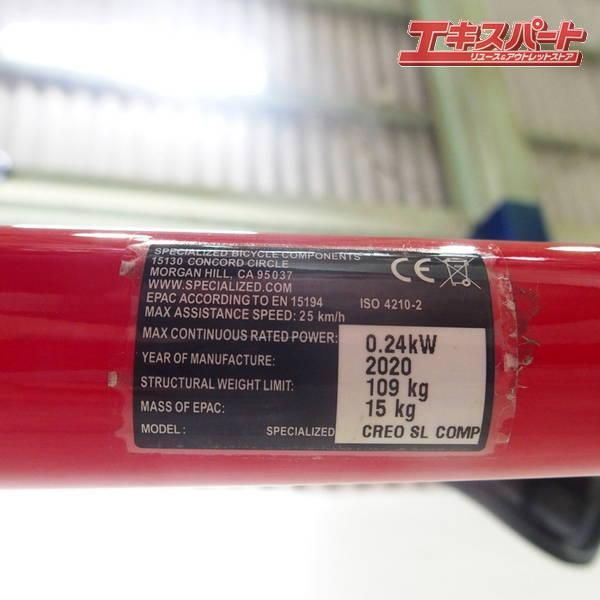 エキスパート
リユース&アウトレットストア
SPECIALIZED BICYCLE COMPONENTS
15130 CONCORD CIRCLE
MORGAN HILL, CA 95037
WWW.SPECIALIZED.COM
EPAC ACCORDING TO EN 15194 ISO 4210-2
MAX ASSISTANCE SPEED: 25 km/h
MAX CONTINUOUS RATED POWER: 0.24kW
YEAR OF MANUFACTURE: 2020
STRUCTURAL WEIGHT LIMIT: 109 kg
MASS OF EPAC: 15 kg
MODEL: SPECIALIZED CREO SL COMP
CE